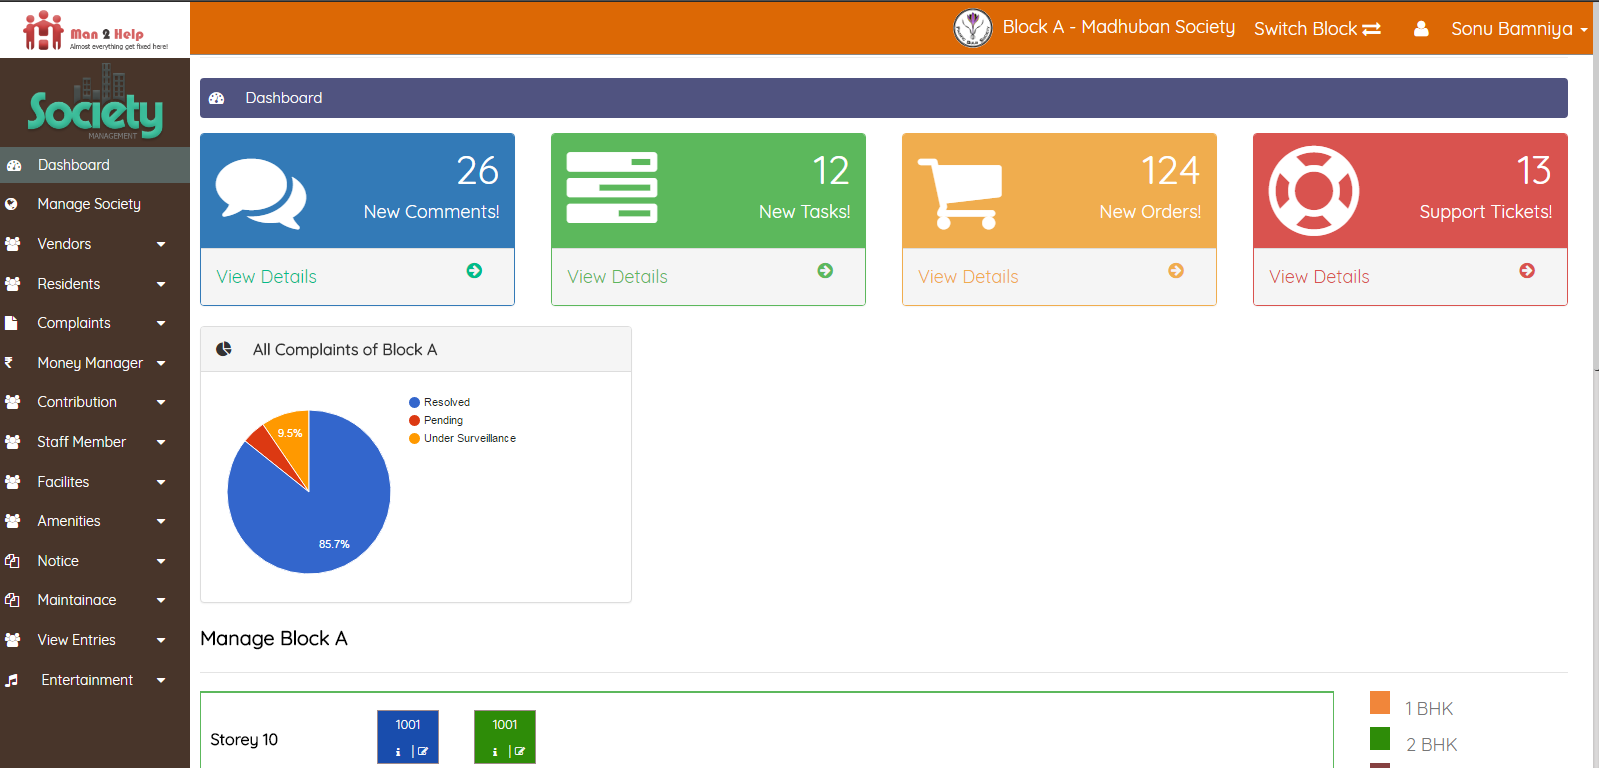 Man 2 Help
Almost everything get fixed here!
Block A - Madhuban Society
Switch Block
Sonu Bamniya
Society
MANAGEMENT
Dashboard
Manage Society
Vendors
Residents
Complaints
Money Manager
Contribution
Staff Member
Facilites
Amenities
Notice
Maintainace
View Entries
Entertainment
Dashboard
26
New Comments!
View Details
12
New Tasks!
View Details
124
New Orders!
View Details
13
Support Tickets!
View Details
All Complaints of Block A
Resolved
Pending
Under Surveillance
9.5%
85.7%
Manage Block A
Storey 10
1001
1001
1 BHK
2 BHK